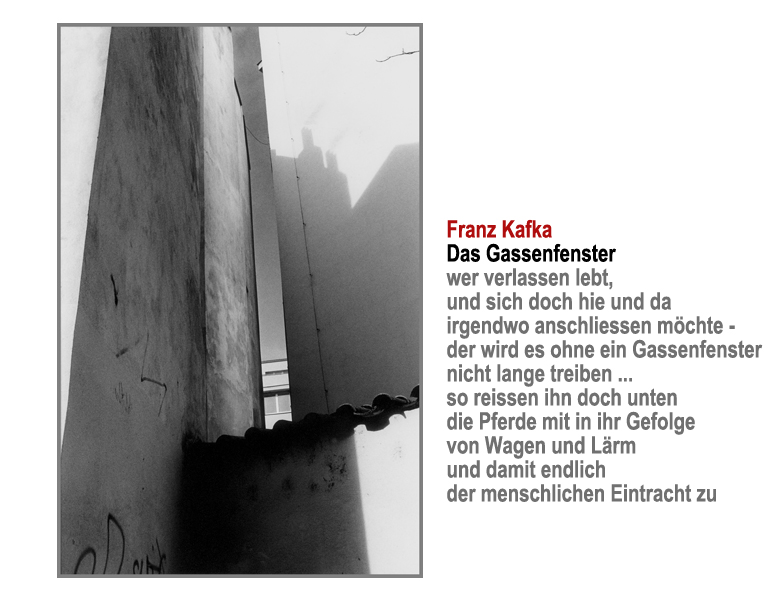 Franz Kafka
Das Gassenfenster
wer verlassen lebt,
und sich doch hie und da
irgendwo anschliessen möchte -
der wird es ohne ein Gassenfenster
nicht lange treiben ...
so reissen ihn doch unten
die Pferde mit in ihr Gefolge
von Wagen und Lärm
und damit endlich
der menschlichen Eintracht zu